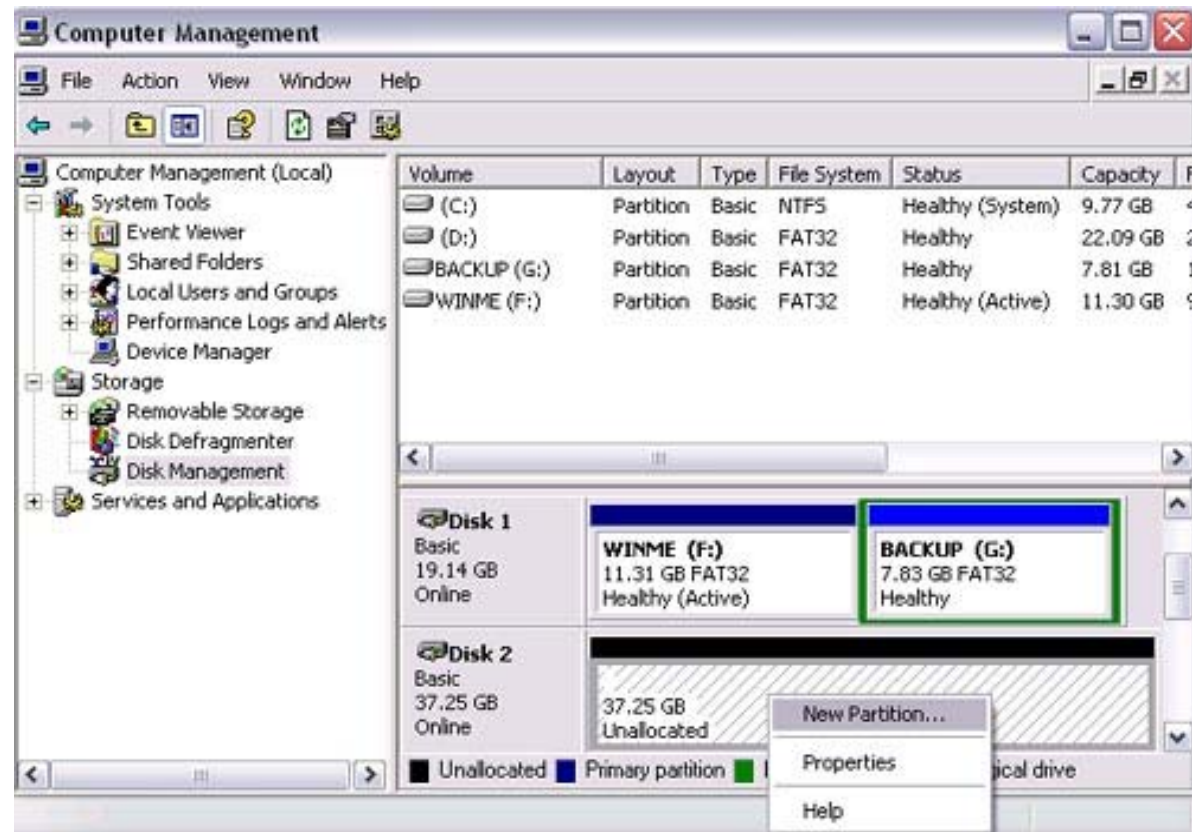 Computer Management
File Action View Window Help
Computer Management (Local)
System Tools
Event Viewer
Shared Folders
Local Users and Groups
Performance Logs and Alerts
Device Manager
Storage
Removable Storage
Disk Defragmenter
Disk Management
Services and Applications
Volume Layout Type File System Status Capacity
(C:) Partition Basic NTFS Healthy (System) 9.77 GB
(D:) Partition Basic FAT32 Healthy 22.09 GB
BACKUP (G:) Partition Basic FAT32 Healthy 7.81 GB
WINME (F:) Partition Basic FAT32 Healthy (Active) 11.30 GB
Disk 1
Basic
19.14 GB
Online
WINME (F:)
11.31 GB FAT32
Healthy (Active)
BACKUP (G:)
7.83 GB FAT32
Healthy
Disk 2
Basic
37.25 GB
Online
37.25 GB
Unallocated
New Partition...
Properties
Help
Unallocated Primary partition drive